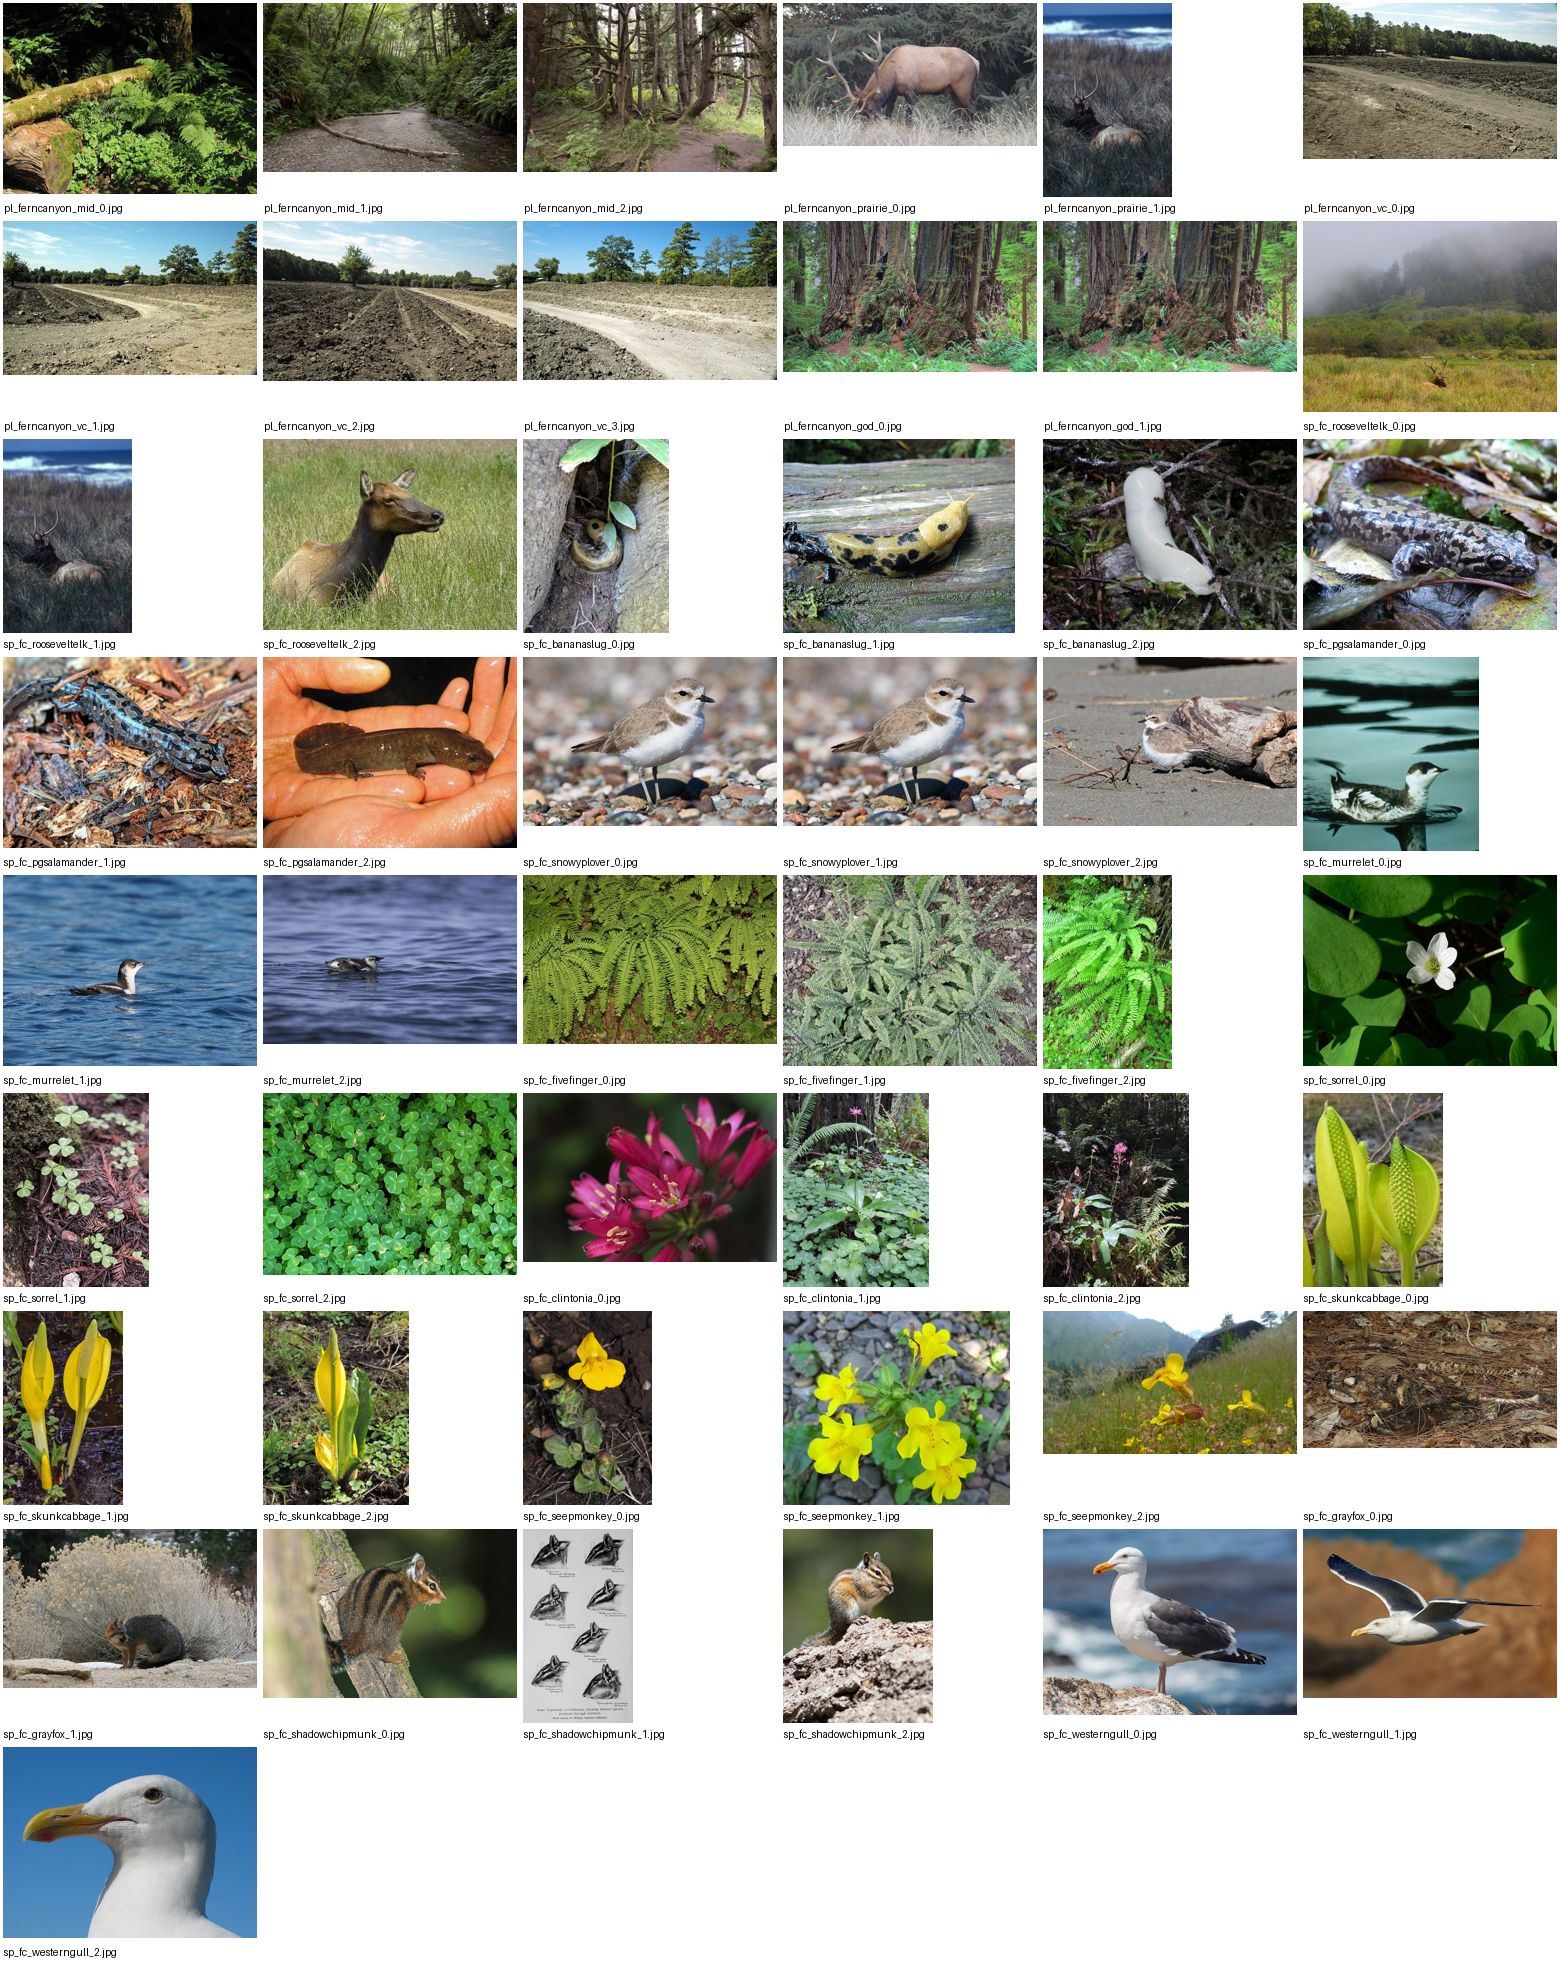 pl_ferncanyon_mid_0.jpg
pl_ferncanyon_mid_1.jpg
pl_ferncanyon_mid_2.jpg
pl_ferncanyon_prairie_0.jpg
pl_ferncanyon_prairie_1.jpg
pl_ferncanyon_vc_0.jpg
pl_ferncanyon_vc_1.jpg
pl_ferncanyon_vc_2.jpg
pl_ferncanyon_vc_3.jpg
pl_ferncanyon_god_0.jpg
pl_ferncanyon_god_1.jpg
sp_fc_rooseveltelk_0.jpg
sp_fc_rooseveltelk_1.jpg
sp_fc_rooseveltelk_2.jpg
sp_fc_bananaslug_0.jpg
sp_fc_bananaslug_1.jpg
sp_fc_bananaslug_2.jpg
sp_fc_pgsalamander_0.jpg
sp_fc_pgsalamander_1.jpg
sp_fc_pgsalamander_2.jpg
sp_fc_snowyplover_0.jpg
sp_fc_snowyplover_1.jpg
sp_fc_snowyplover_2.jpg
sp_fc_murrelet_0.jpg
sp_fc_murrelet_1.jpg
sp_fc_murrelet_2.jpg
sp_fc_fivefinger_0.jpg
sp_fc_fivefinger_1.jpg
sp_fc_fivefinger_2.jpg
sp_fc_sorrel_0.jpg
sp_fc_sorrel_1.jpg
sp_fc_sorrel_2.jpg
sp_fc_clintonia_0.jpg
sp_fc_clintonia_1.jpg
sp_fc_clintonia_2.jpg
sp_fc_skunkcabbage_0.jpg
sp_fc_skunkcabbage_1.jpg
sp_fc_skunkcabbage_2.jpg
sp_fc_seepmonkey_0.jpg
sp_fc_seepmonkey_1.jpg
sp_fc_seepmonkey_2.jpg
sp_fc_grayfox_0.jpg
sp_fc_grayfox_1.jpg
sp_fc_shadowchipmunk_0.jpg
sp_fc_shadowchipmunk_1.jpg
sp_fc_shadowchipmunk_2.jpg
sp_fc_westerngull_0.jpg
sp_fc_westerngull_1.jpg
sp_fc_westerngull_2.jpg